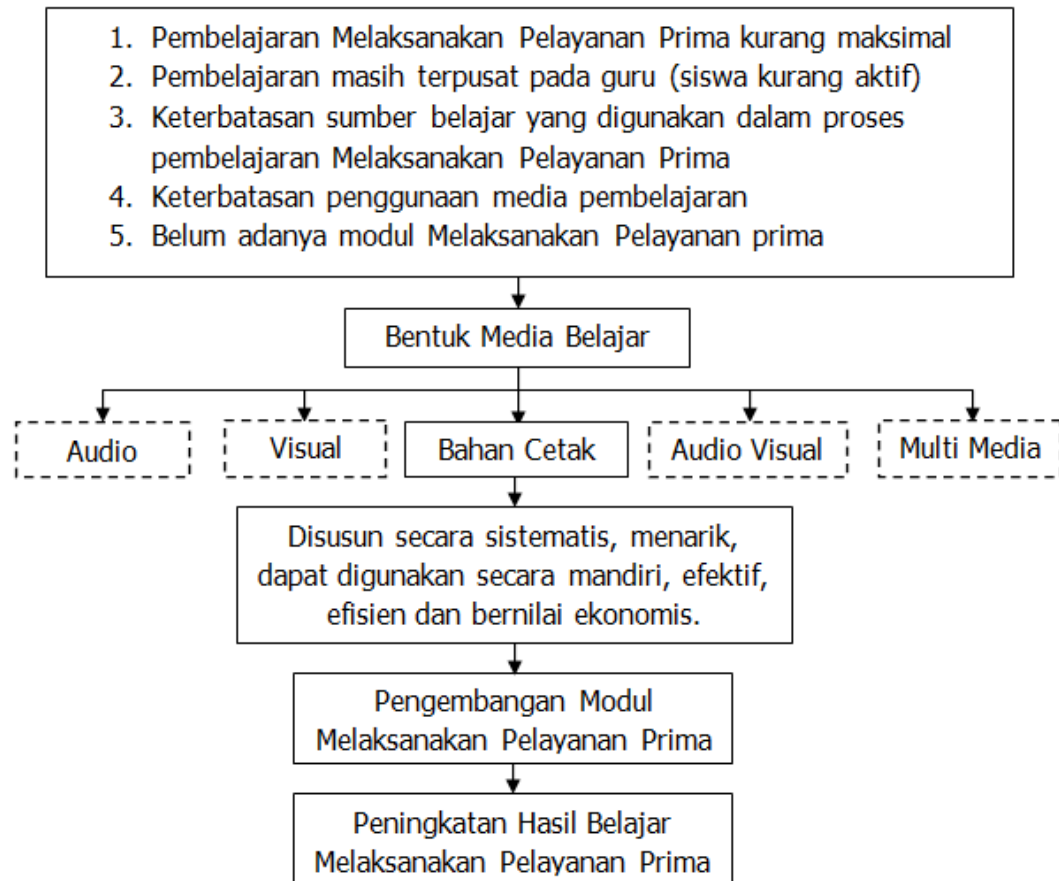 1. Pembelajaran Melaksanakan Pelayanan Prima kurang maksimal
2. Pembelajaran masih terpusat pada guru (siswa kurang aktif)
3. Keterbatasan sumber belajar yang digunakan dalam proses
pembelajaran Melaksanakan Pelayanan Prima
4. Keterbatasan penggunaan media pembelajaran
5. Belum adanya modul Melaksanakan Pelayanan prima
Bentuk Media Belajar
Audio
Visual
Bahan Cetak
Audio Visual
Multi Media
Disusun secara sistematis, menarik,
dapat digunakan secara mandiri, efektif,
efisien dan bernilai ekonomis.
Pengembangan Modul
Melaksanakan Pelayanan Prima
Peningkatan Hasil Belajar
Melaksanakan Pelayanan Prima